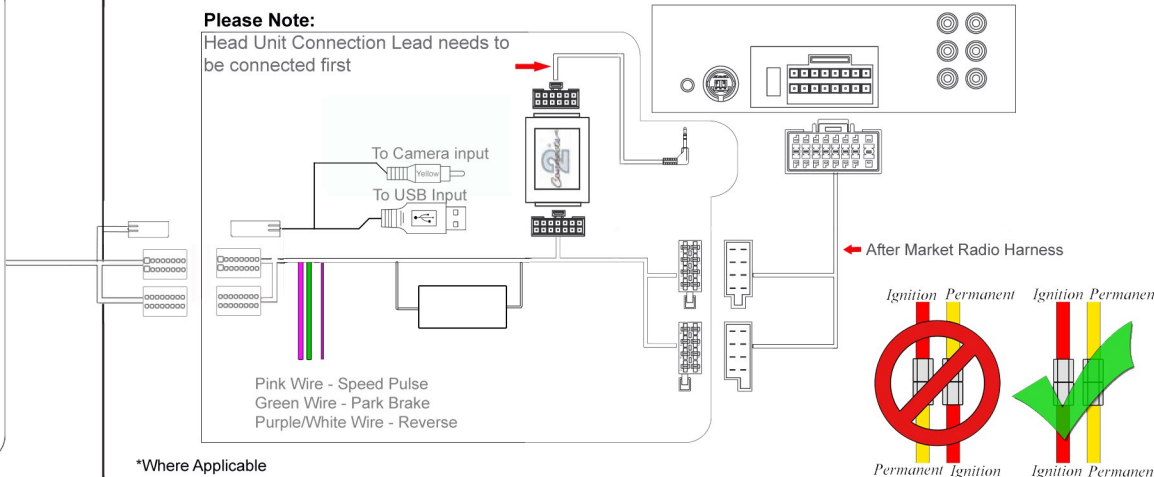 Please Note:
Head Unit Connection Lead needs to
be connected first
To Camera input
Yellow
To USB Input
Connects
2
After Market Radio Harness
Ignition Permanent
Ignition Permanen
Pink Wire - Speed Pulse
Green Wire - Park Brake
Purple/White Wire - Reverse
*Where Applicable
Permanent Ignition
Ignition Permanen